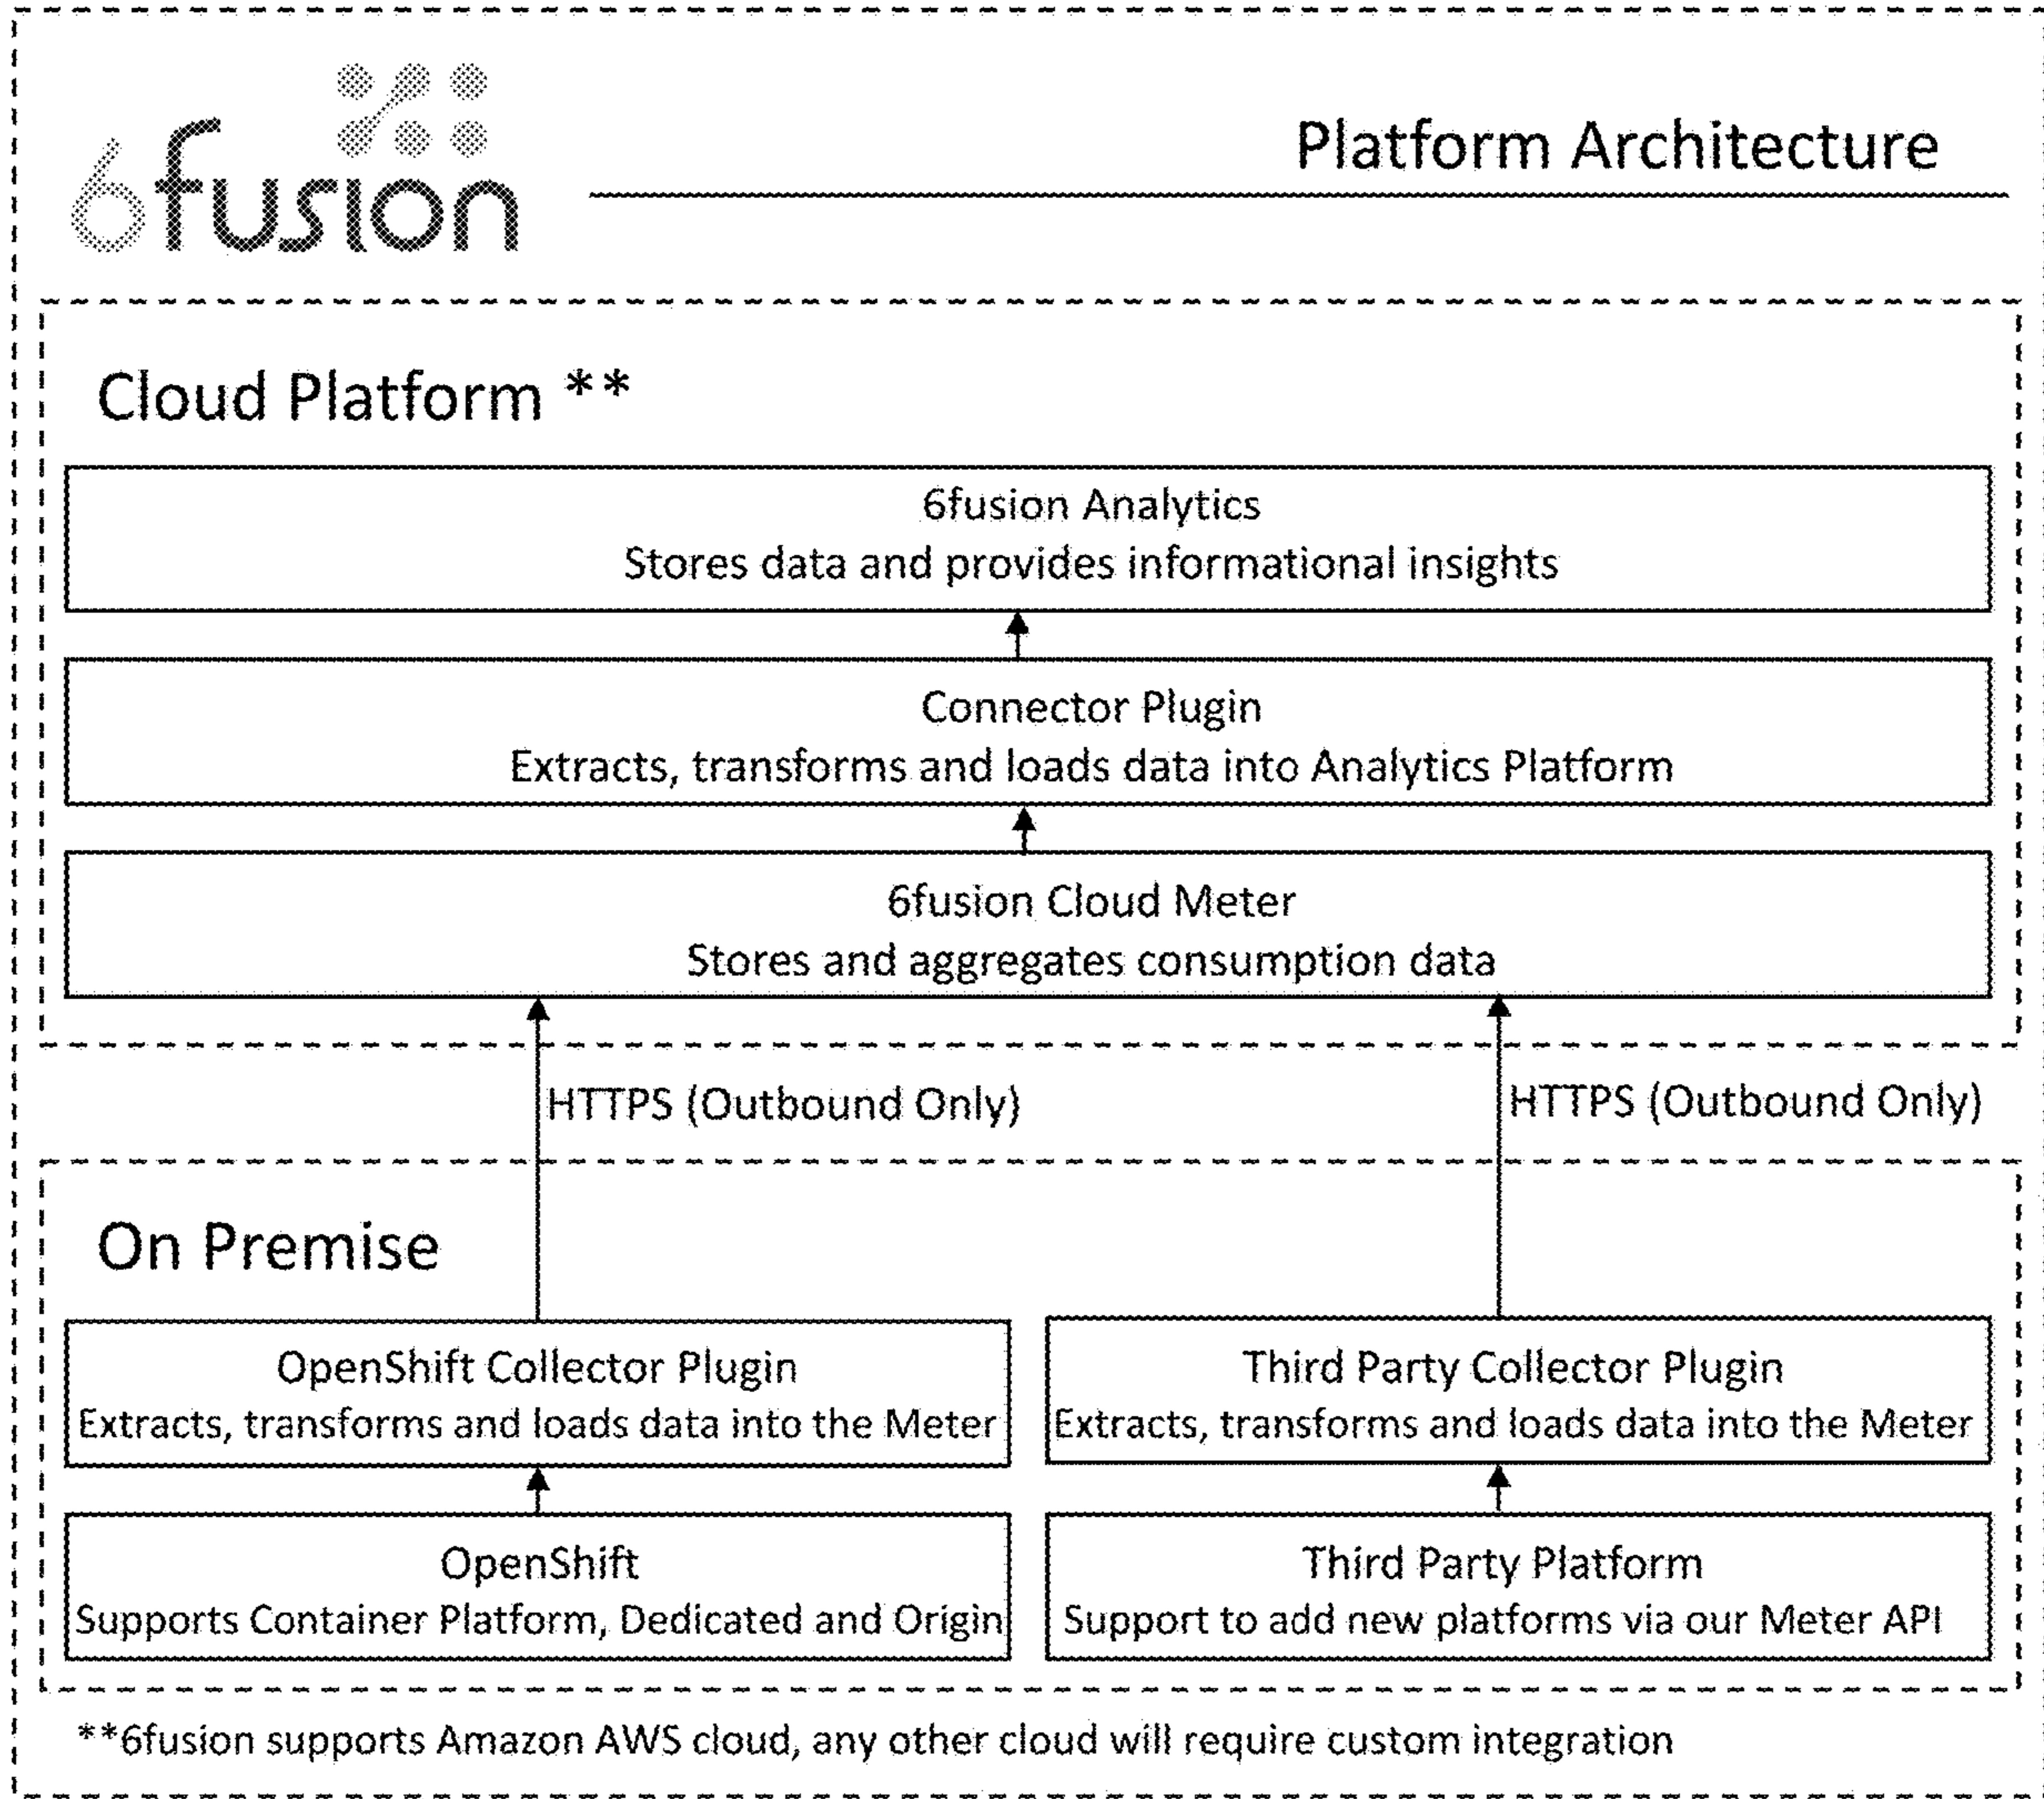 6fusion
Platform Architecture
Cloud Platform **
6fusion Analytics
Stores data and provides informational insights
Connector Plugin
Extracts, transforms and loads data into Analytics Platform
6fusion Cloud Meter
Stores and aggregates consumption data
HTTPS (Outbound Only)
HTTPS (Outbound Only)
On Premise
OpenShift Collector Plugin
Extracts, transforms and loads data into the Meter
Third Party Collector Plugin
Extracts, transforms and loads data into the Meter
OpenShift
Supports Container Platform, Dedicated and Origin
Third Party Platform
Support to add new platforms via our Meter API
**6fusion supports Amazon AWS cloud, any other cloud will require custom integration